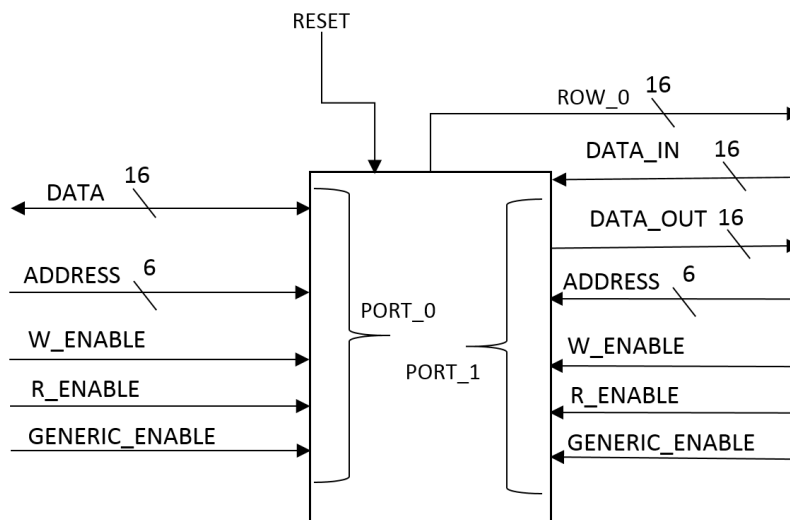 RESET
ROW_0 16
DATA_IN 16
DATA 16
DATA_OUT 16
ADDRESS 6
ADDRESS 6
PORT_0
W_ENABLE
W_ENABLE
PORT_1
R_ENABLE
R_ENABLE
GENERIC_ENABLE
GENERIC_ENABLE